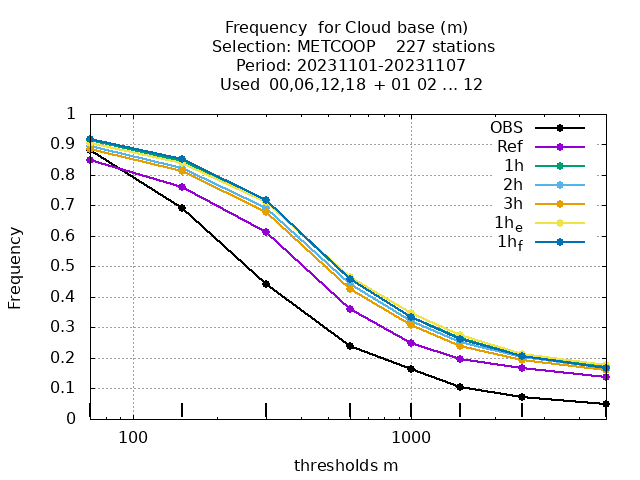 Frequency for Cloud base (m)
Selection: METCOOP 227 stations
Period: 20231101-20231107
Used 00,06,12,18 + 01 02 ... 12
1
0.9
0.8
0.7
0.6
0.5
0.4
0.3
0.2
0.1
0
Frequency
OBS
Ref
1h
2h
3h
1he
1hf
100 1000
thresholds m